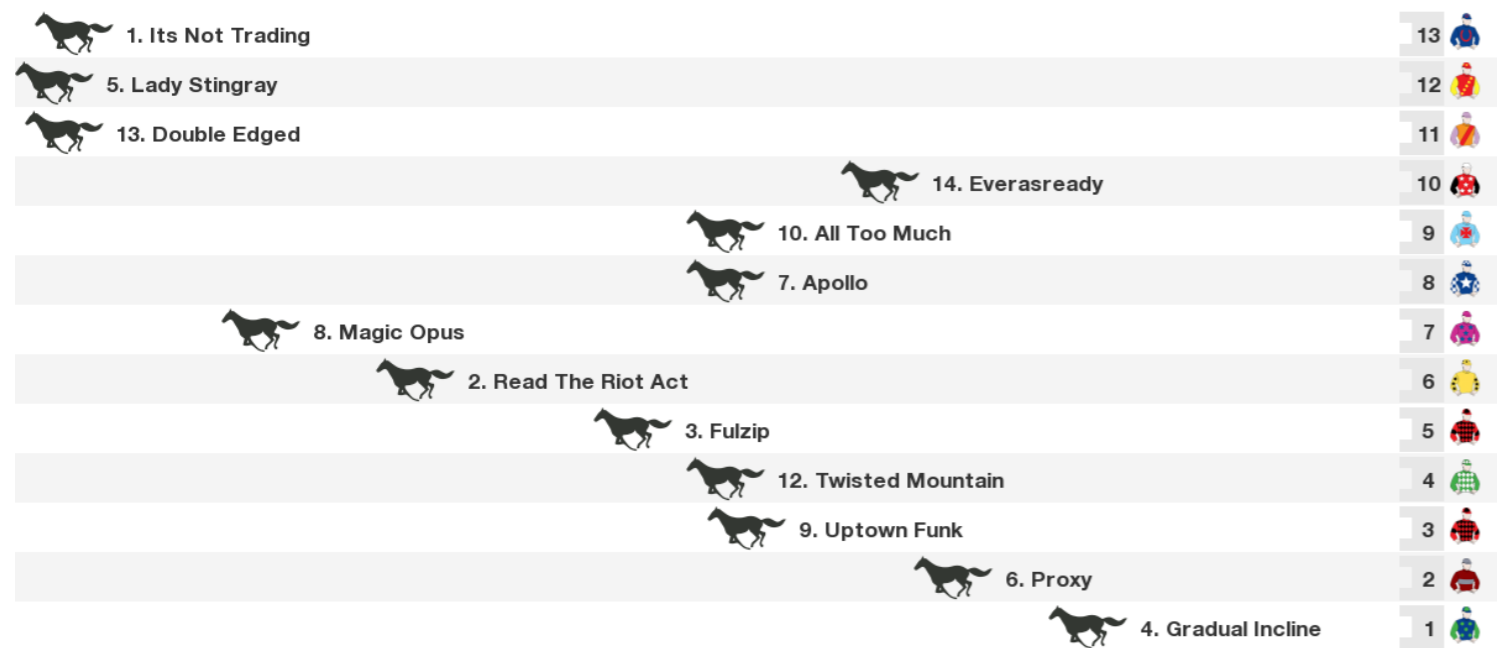 1. Its Not Trading 13
5. Lady Stingray 12
13. Double Edged 11
14. Everasready 10
10. All Too Much 9
7. Apollo 8
8. Magic Opus 7
2. Read The Riot Act 6
3. Fulzip 5
12. Twisted Mountain 4
9. Uptown Funk 3
6. Proxy 2
4. Gradual Incline 1